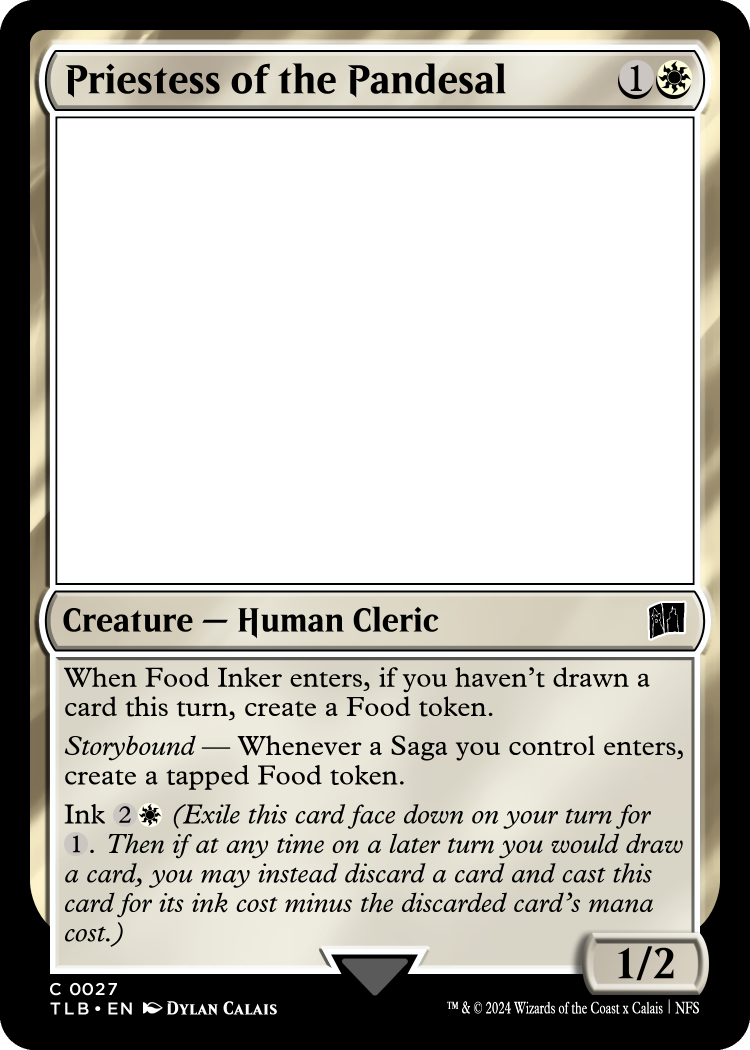 Priestess of the Pandesal 1
Creature — Human Cleric
When Food Inker enters, if you haven't drawn a
card this turn, create a Food token.
Storybound — Whenever a Saga you control enters,
create a tapped Food token.
Ink 2 (Exile this card face down on your turn for
1. Then if at any time on a later turn you would draw
a card, you may instead discard a card and cast this
card for its ink cost minus the discarded card's mana
cost.)
1/2
C 0027
TLB • EN DYLAN CALAIS
™ & © 2024 Wizards of the Coast x Calais | NFS